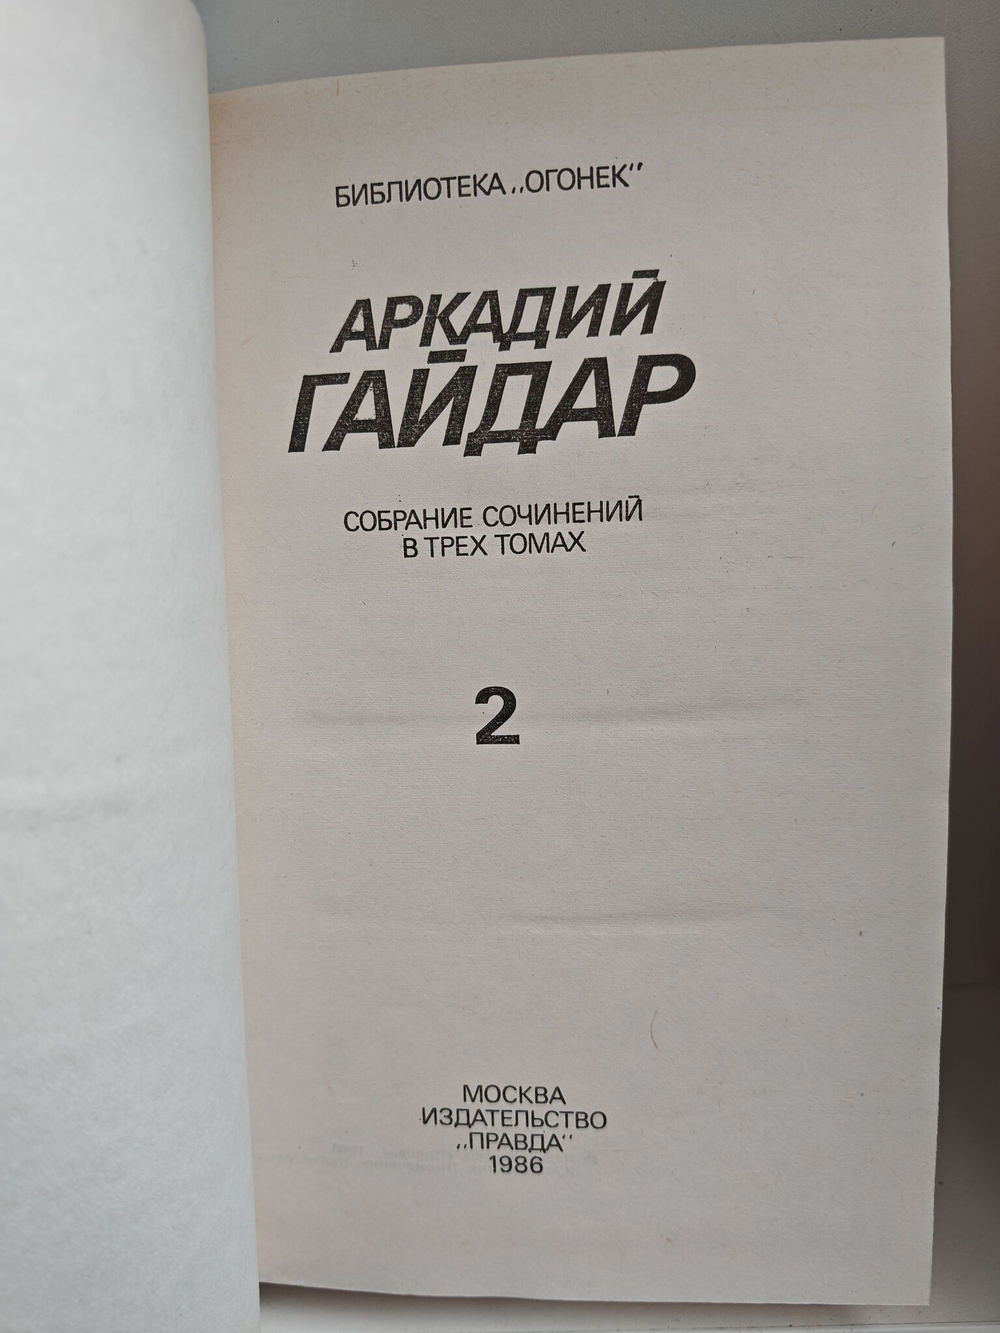 БИБЛИОТЕКА „ОГОНЕК"
АРКАДИЙ
ГАЙДАР
СОБРАНИЕ СОЧИНЕНИЙ
В ТРЕХ ТОМАХ
2
МОСКВА
ИЗДАТЕЛЬСТВО
„ПРАВДА"
1986